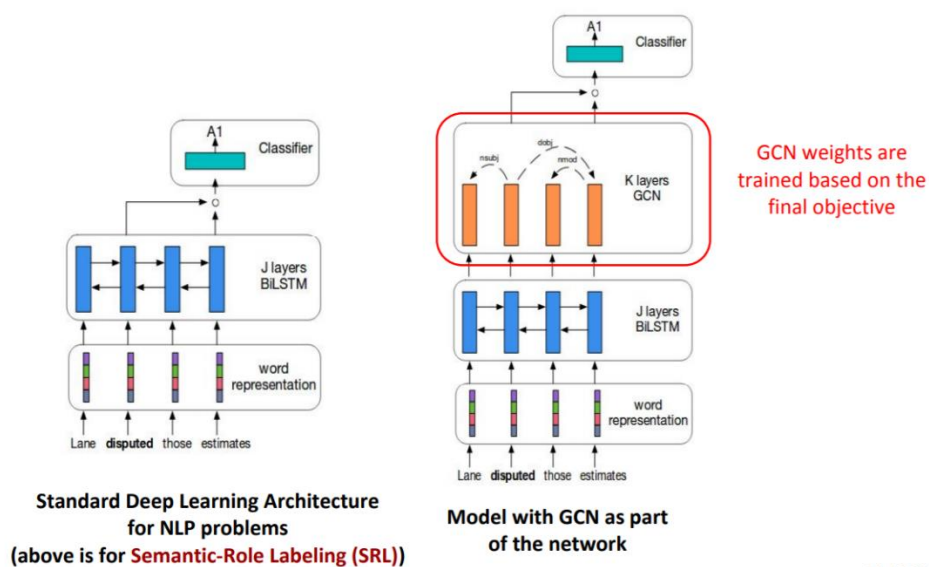 A1
Classifier
J layers
BiLSTM
word
representation
Lane disputed those estimates
Standard Deep Learning Architecture
for NLP problems
(above is for Semantic-Role Labeling (SRL))
A1
Classifier
dobj
nsubj
nmod
K layers
GCN
J layers
BiLSTM
word
representation
Lane disputed those estimates
Model with GCN as part
of the network
GCN weights are
trained based on the
final objective